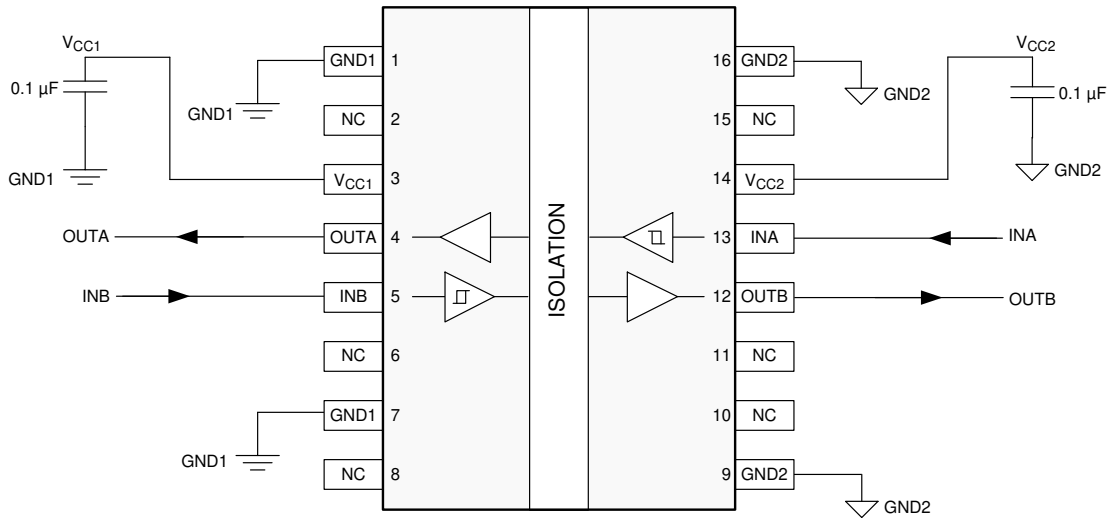 VCC1
0.1 µF
GND1
GND1
GND1 1
NC 2
VCC1 3
OUTA OUTA 4
INB INB 5
NC 6
GND1 7
GND1
NC 8
ISOLATION
16 GND2
GND2
15 NC
14 VCC2
VCC2
0.1 µF
GND2
13 INA INA
12 OUTB OUTB
11 NC
10 NC
9 GND2
GND2